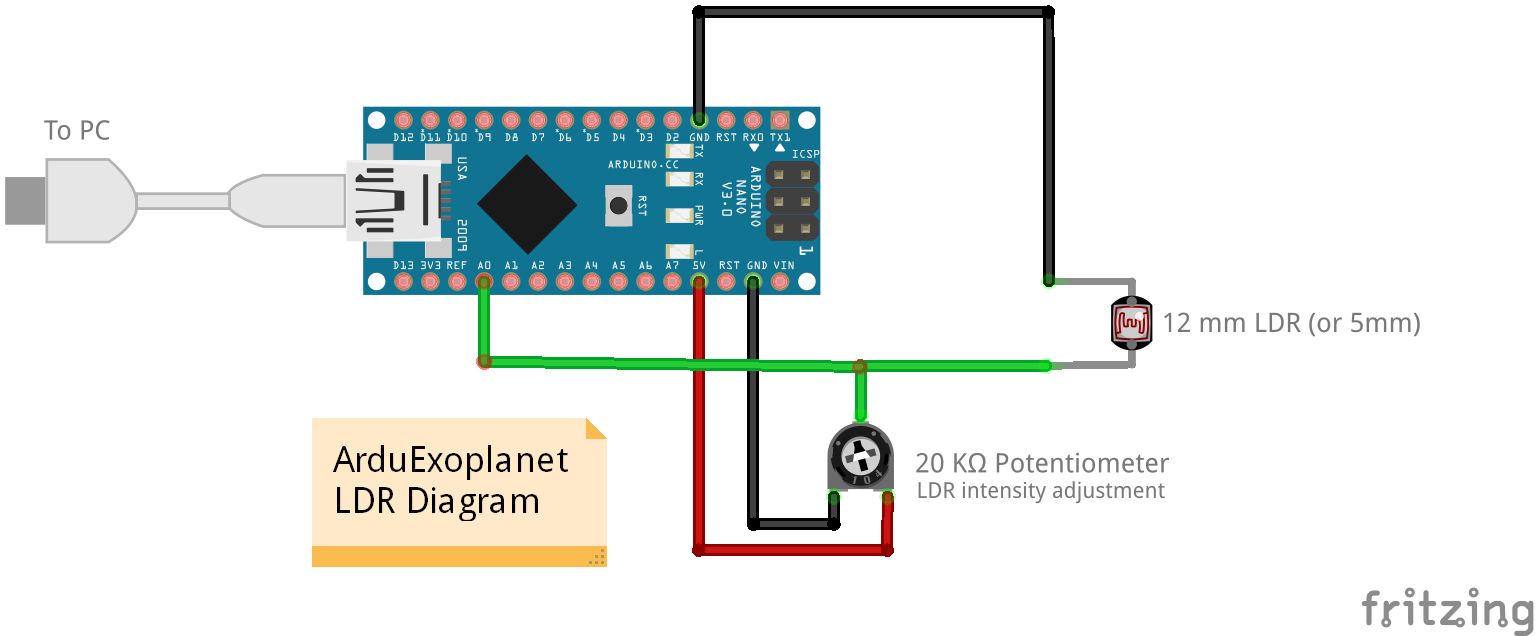 To PC
D12 D11 D10 D9 D8 D7 D6 D5 D4 D3 D2 GND RST RX0 TX1
ICSP
ARDUINO.CC
TX
RX
PWR
L
RST
USA
2009
ARDUINO
NANO
V3.0
1
D13 3V3 REF A0 A1 A2 A3 A4 A5 A6 A7 5V RST GND VIN
12 mm LDR (or 5mm)
ArduExoplanet
LDR Diagram
104
20 KΩ Potentiometer
LDR intensity adjustment
fritzing